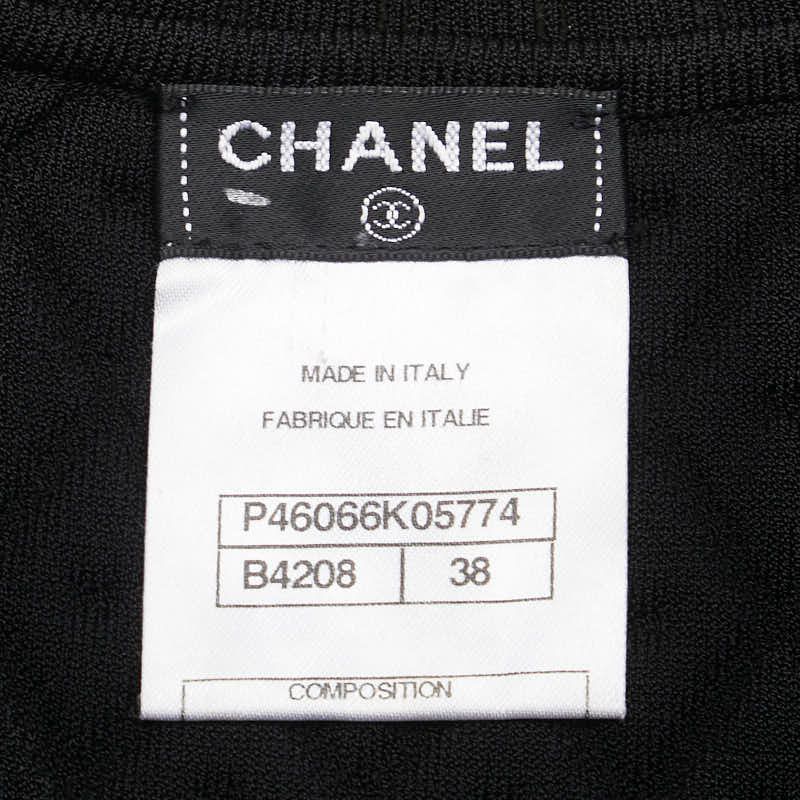 CHANEL
MADE IN ITALY
FABRIQUE EN ITALIE
P46066K05774
B4208 38
COMPOSITION